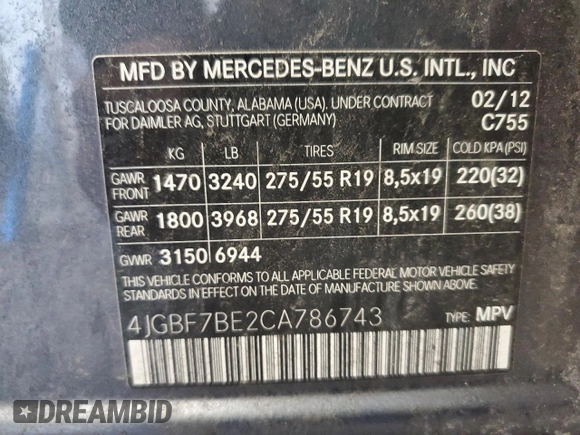 MFD BY MERCEDES-BENZ U.S. INTL., INC
TUSCALOOSA COUNTY, ALABAMA (USA). UNDER CONTRACT 02/12
FOR DAIMLER AG, STUTTGART (GERMANY) C755
KG LB TIRES RIM SIZE COLD KPA (PSI)
GAWR FRONT 1470 3240 275/55 R19 8,5x19 220(32)
GAWR REAR 1800 3968 275/55 R19 8,5x19 260(38)
GVWR 3150 6944
THIS VEHICLE CONFORMS TO ALL APPLICABLE FEDERAL MOTOR VEHICLE SAFETY
STANDARDS IN EFFECT ON THE DATE OF MANUFACTURE SHOWN ABOVE.
4JGBF7BE2CA786743 TYPE: MPV
DREAMBID